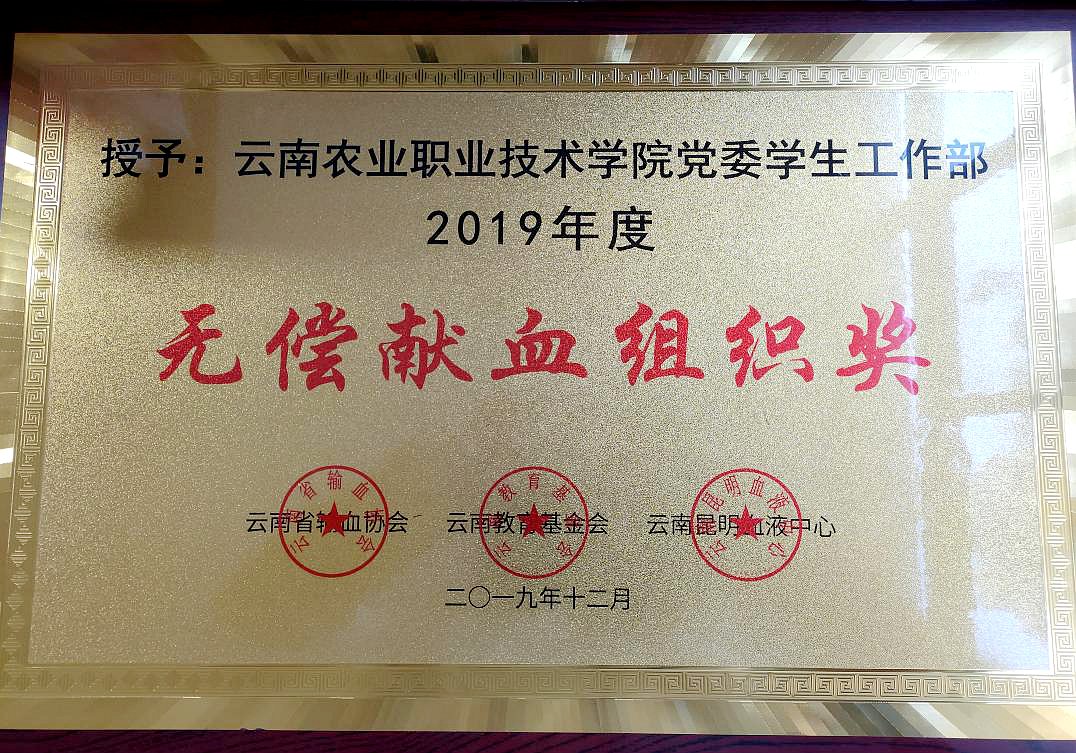 授予：云南农业职业技术学院党委学生工作部
2019年度
无偿献血组织奖
云南省输血协会 云南教育基金会 云南昆明血液中心
二〇一九年十二月